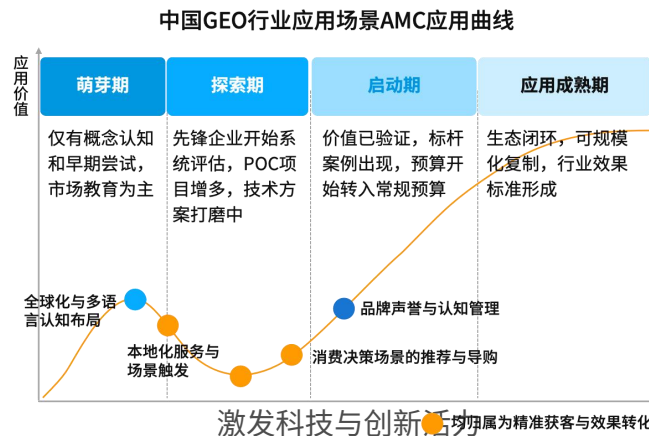 中国GEO行业应用场景AMC应用曲线
应用价值
萌芽期
探索期
启动期
应用成熟期
仅有概念认知
和早期尝试，
市场教育为主
先锋企业开始系
统评估，POC项
目增多，技术方
案打磨中
价值已验证，标杆
案例出现，预算开
始转入常规预算
生态闭环，可规模
化复制，行业效果
标准形成
全球化与多语
言认知布局
本地化服务与
场景触发
消费决策场景的推荐与导购
品牌声誉与认知管理
激发科技与创新活力
均归属为精准获客与效果转化